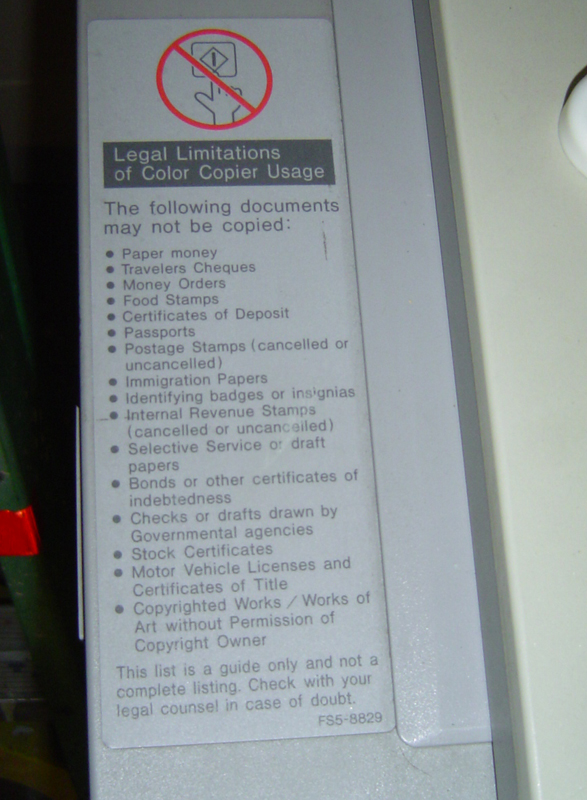 Legal Limitations
of Color Copier Usage
The following documents
may not be copied:
• Paper money
• Travelers Cheques
• Money Orders
• Food Stamps
• Certificates of Deposit
• Passports
• Postage Stamps (cancelled or
uncancelled)
• Immigration Papers
• Identifying badges or insignias
• Internal Revenue Stamps
(cancelled or uncancelled)
• Selective Service or draft
papers
• Bonds or other certificates of
indebtedness
• Checks or drafts drawn by
Governmental agencies
• Stock Certificates
• Motor Vehicle Licenses and
Certificates of Title
• Copyrighted Works / Works of
Art without Permission of
Copyright Owner
This list is a guide only and not a
complete listing. Check with your
legal counsel in case of doubt.
FS5-8829